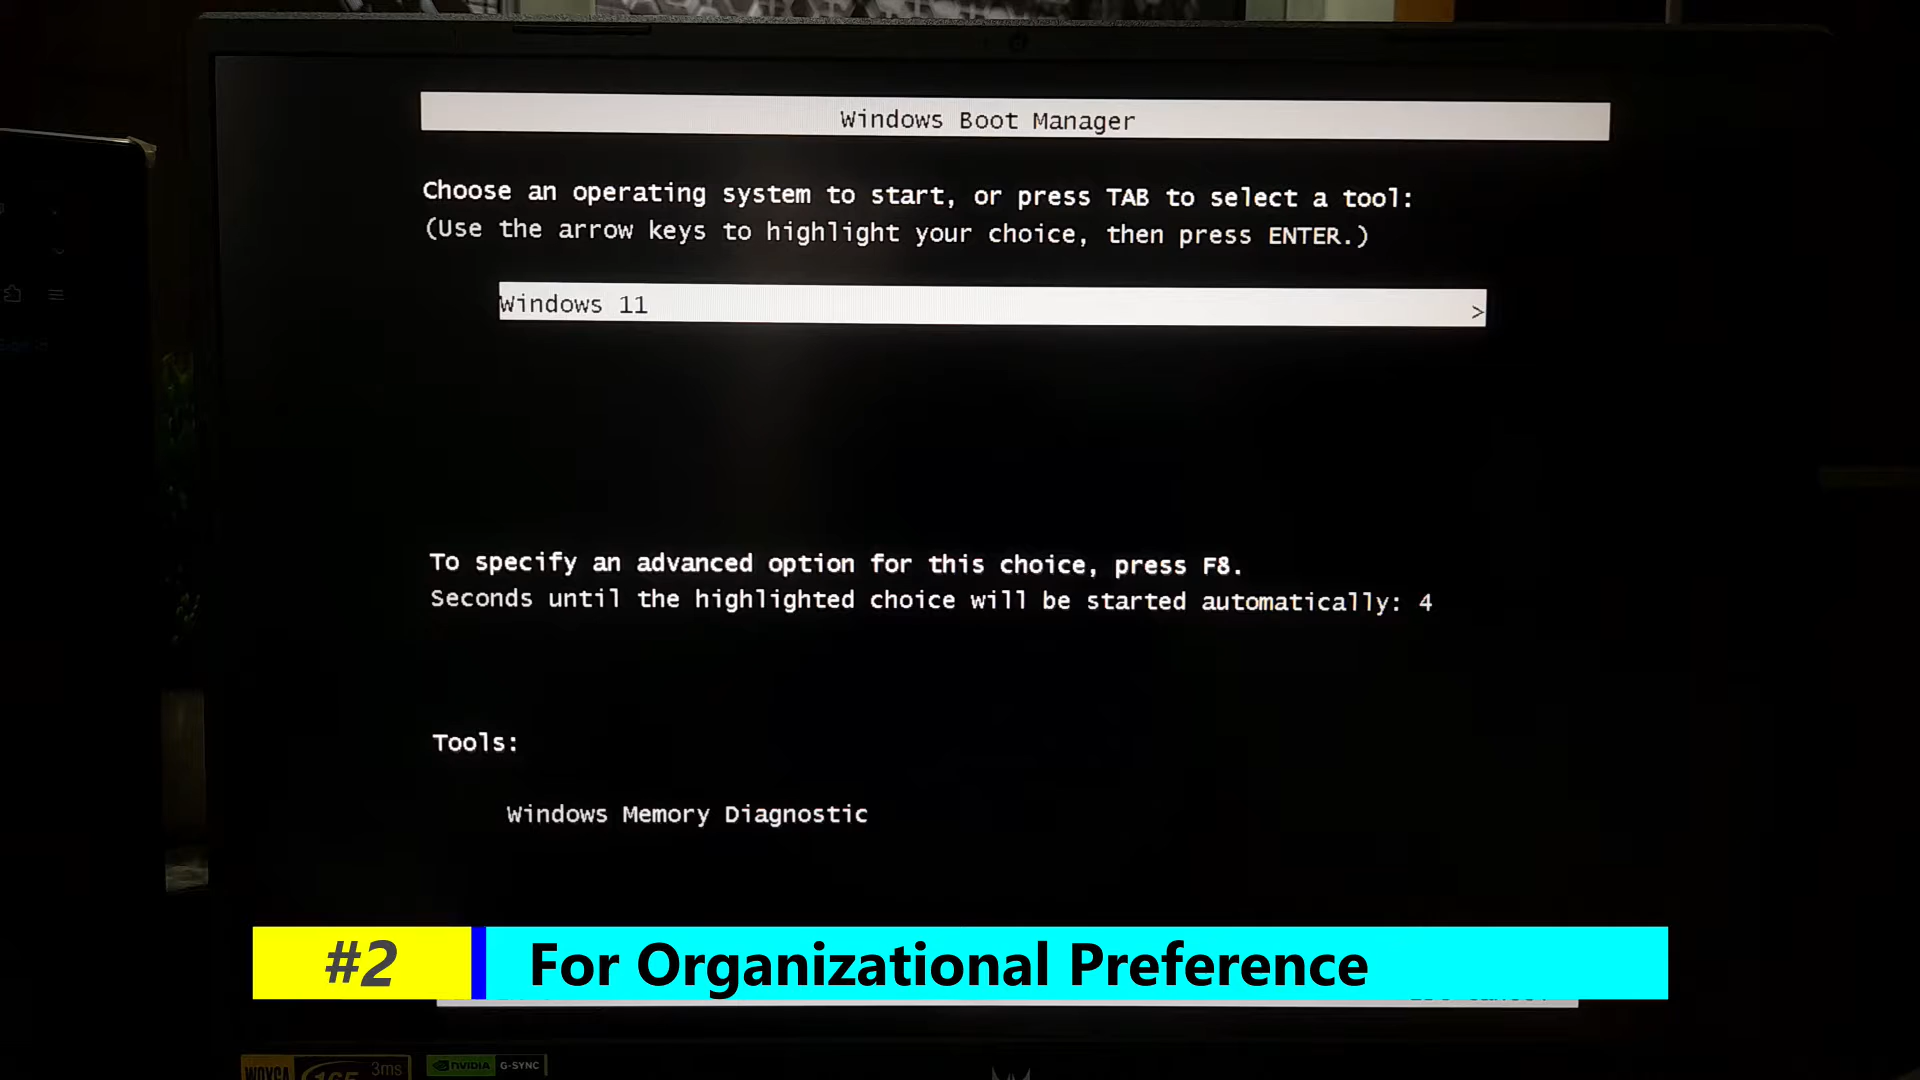 Windows Boot Manager
Choose an operating system to start, or press TAB to select a tool:
(Use the arrow keys to highlight your choice, then press ENTER.)
Windows 11 >
To specify an advanced option for this choice, press F8.
Seconds until the highlighted choice will be started automatically: 4
Tools:
Windows Memory Diagnostic
#2 For Organizational Preference
WQXGA 165 3ms NVIDIA G-SYNC